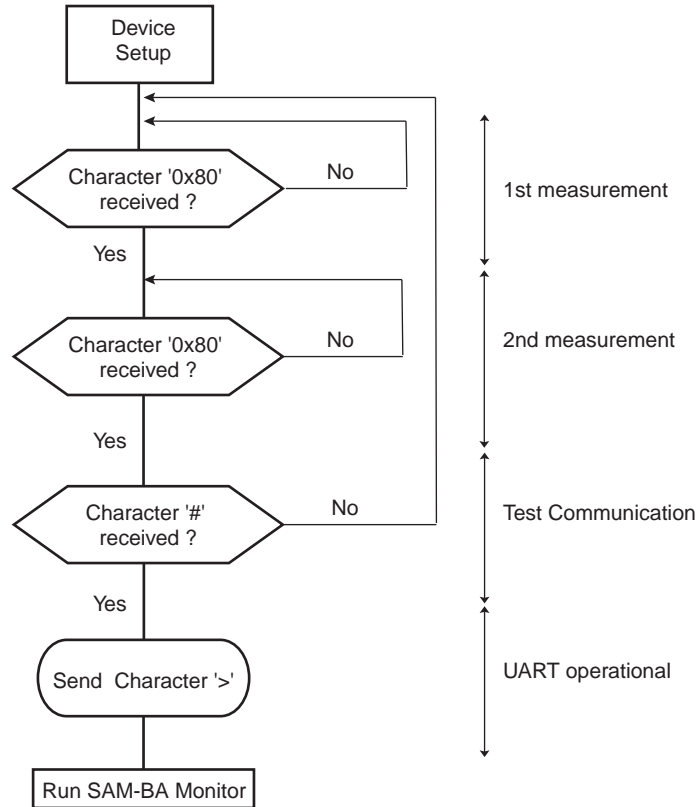 Device
Setup
Character '0x80'
received ?
No
1st measurement
Yes
Character '0x80'
received ?
No
2nd measurement
Yes
Character '#'
received ?
No
Test Communication
Yes
Send Character '>'
UART operational
Run SAM-BA Monitor